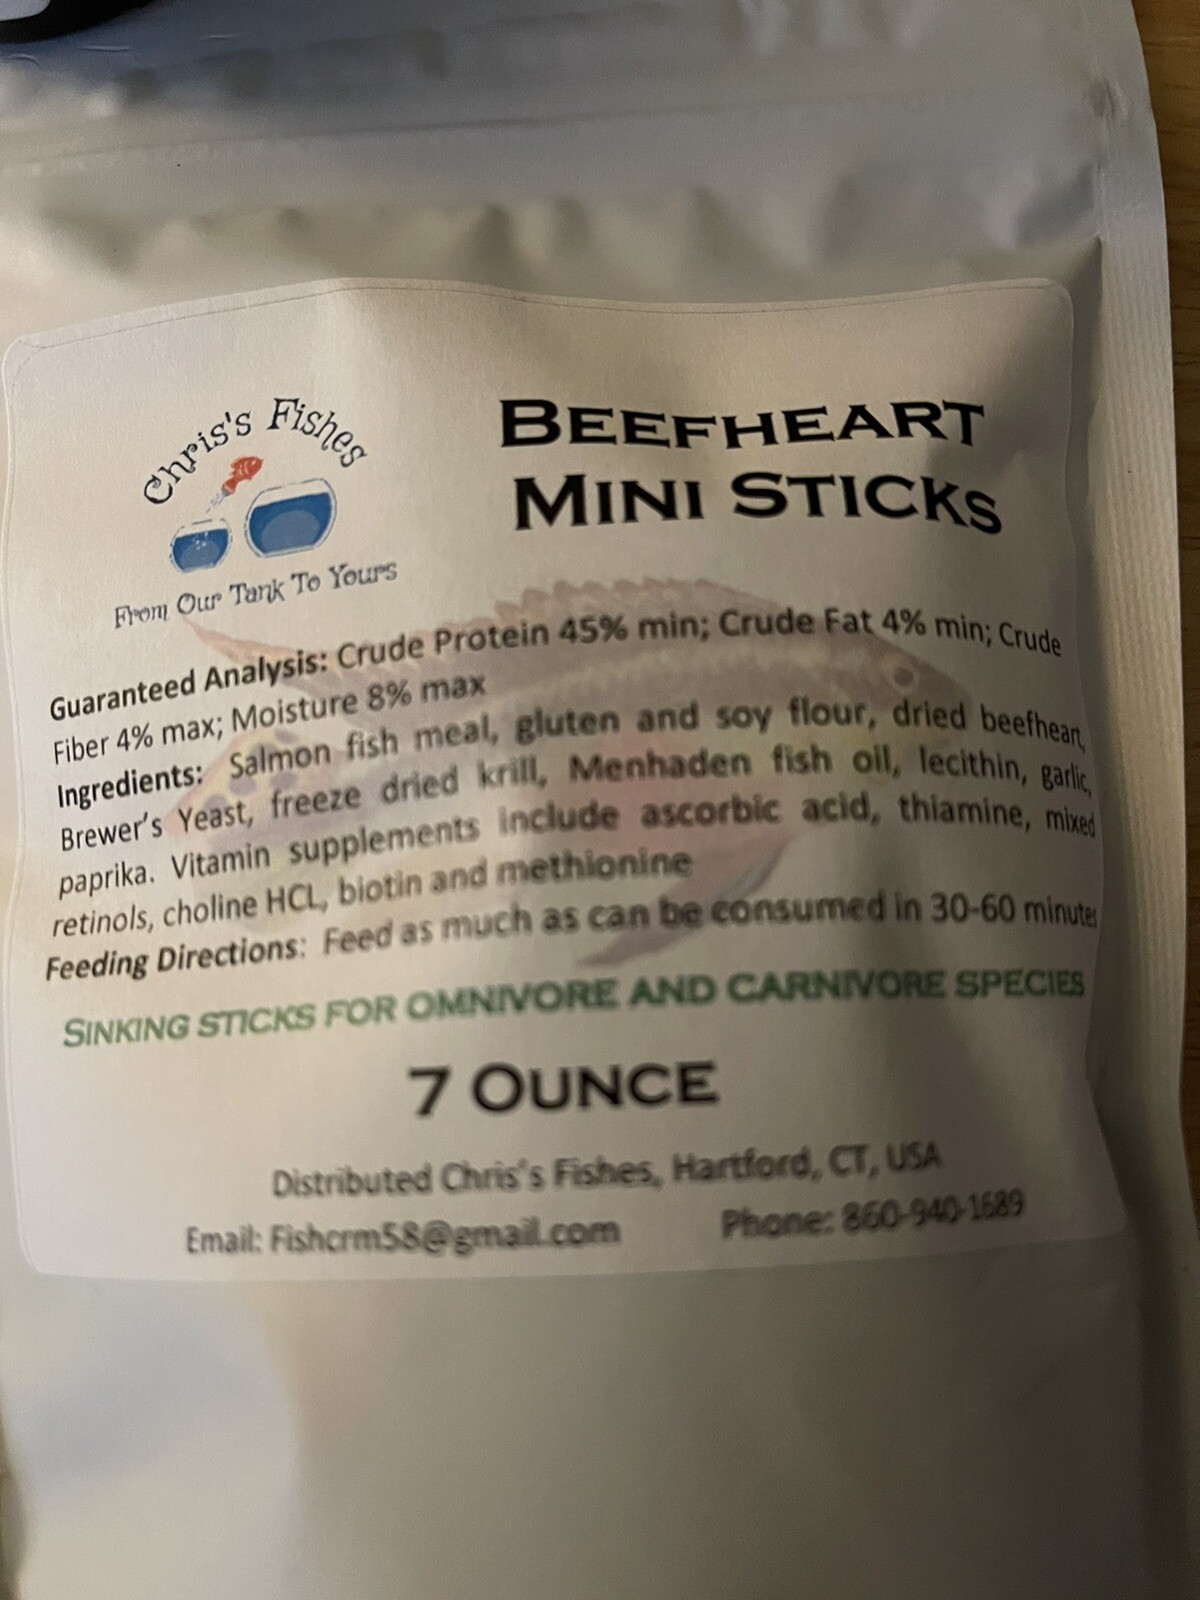 Chris's Fishes
From Our Tank To Yours
BEEFHEART
MINI STICKS
Guaranteed Analysis: Crude Protein 45% min; Crude Fat 4% min; Crude
Fiber 4% max; Moisture 8% max
Ingredients: Salmon fish meal, gluten and soy flour, dried beefheart,
Brewer's Yeast, freeze dried krill, Menhaden fish oil, lecithin, garlic,
paprika. Vitamin supplements include ascorbic acid, thiamine, mixed
retinols, choline HCL, biotin and methionine
Feeding Directions: Feed as much as can be consumed in 30-60 minutes
SINKING STICKS FOR OMNIVORE AND CARNIVORE SPECIES
7 OUNCE
Distributed Chris's Fishes, Hartford, CT, USA
Email: Fishcrm58@gmail.com Phone: 860-940-1689